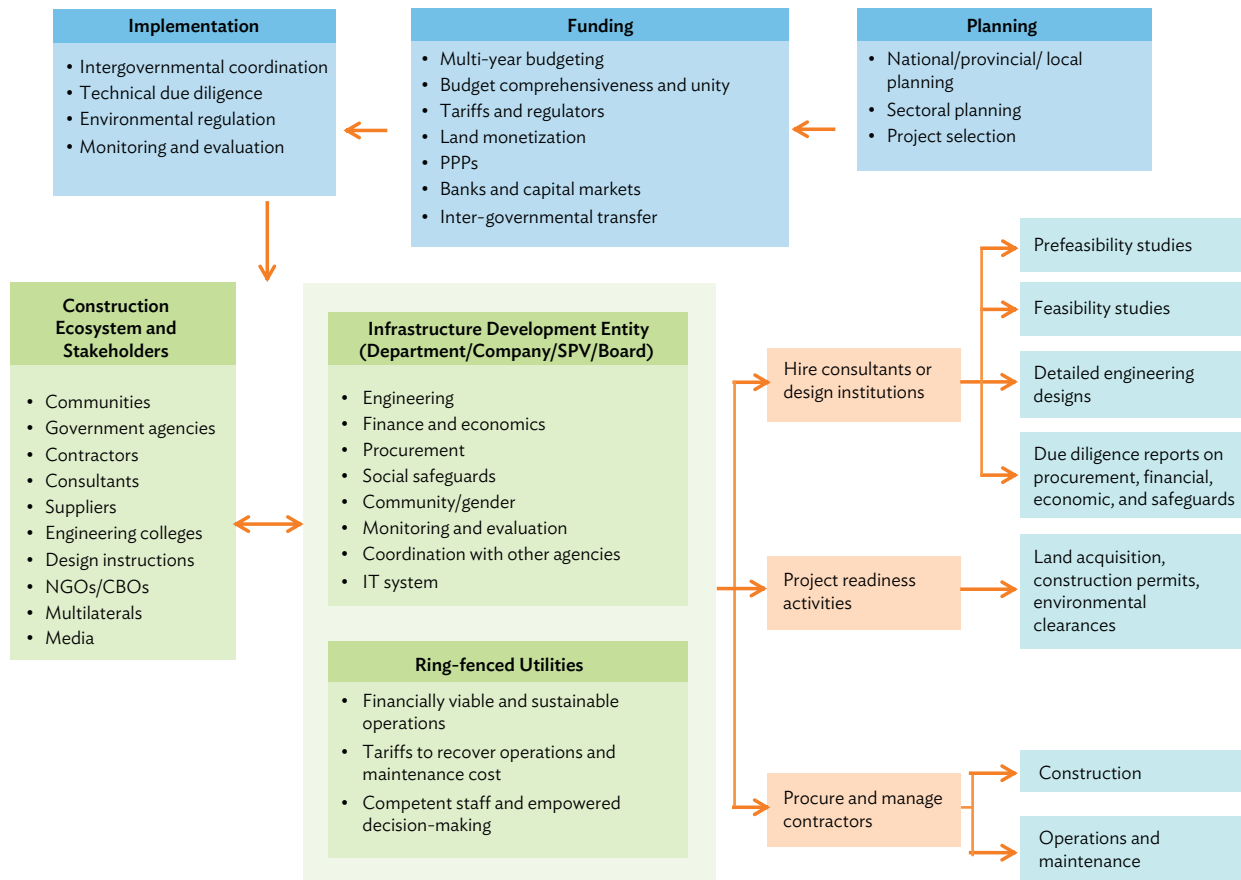 Implementation
• Intergovernmental coordination
• Technical due diligence
• Environmental regulation
• Monitoring and evaluation
Funding
• Multi-year budgeting
• Budget comprehensiveness and unity
• Tariffs and regulators
• Land monetization
• PPPs
• Banks and capital markets
• Inter-governmental transfer
Planning
• National/provincial/ local
planning
• Sectoral planning
• Project selection
Construction
Ecosystem and
Stakeholders
• Communities
• Government agencies
• Contractors
• Consultants
• Suppliers
• Engineering colleges
• Design instructions
• NGOs/CBOs
• Multilaterals
• Media
Infrastructure Development Entity
(Department/Company/SPV/Board)
• Engineering
• Finance and economics
• Procurement
• Social safeguards
• Community/gender
• Monitoring and evaluation
• Coordination with other agencies
• IT system
Ring-fenced Utilities
• Financially viable and sustainable
operations
• Tariffs to recover operations and
maintenance cost
• Competent staff and empowered
decision-making
Hire consultants or
design institutions
Prefeasibility studies
Feasibility studies
Detailed engineering
designs
Due diligence reports on
procurement, financial,
economic, and safeguards
Project readiness
activities
Land acquisition,
construction permits,
environmental
clearances
Procure and manage
contractors
Construction
Operations and
maintenance